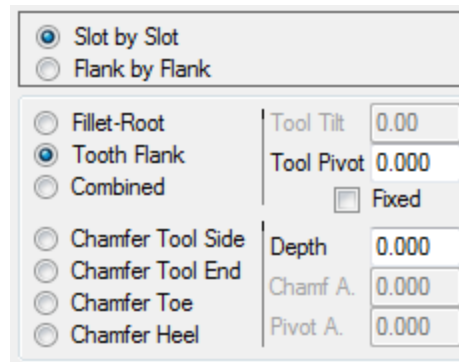 Slot by Slot
Flank by Flank
Fillet-Root
Tool Tilt 0.00
Tooth Flank
Tool Pivot 0.000
Combined
Fixed
Chamfer Tool Side
Depth 0.000
Chamfer Tool End
Chamf A. 0.000
Chamfer Toe
Pivot A. 0.000
Chamfer Heel